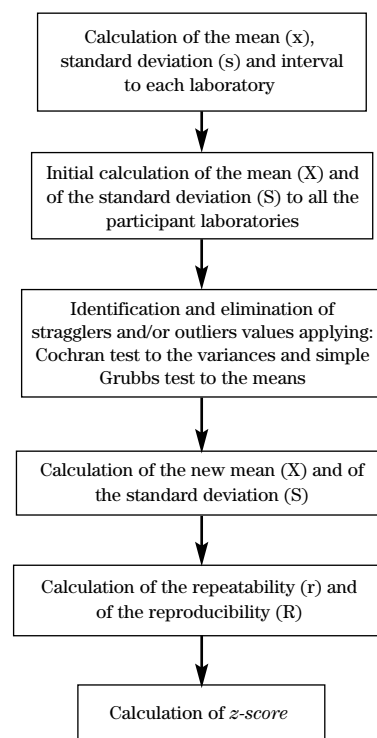 Calculation of the mean (x),
standard deviation (s) and interval
to each laboratory
Initial calculation of the mean (X) and
of the standard deviation (S) to all the
participant laboratories
Identification and elimination of
stragglers and/or outliers values applying:
Cochran test to the variances and simple
Grubbs test to the means
Calculation of the new mean (X) and of
the standard deviation (S)
Calculation of the repeatability (r) and
of the reproducibility (R)
Calculation of z-score